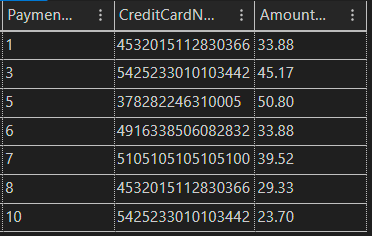 Paymen... CreditCardN... Amount...
1 4532015112830366 33.88
3 5425233010103442 45.17
5 378282246310005 50.80
6 4916338506082832 33.88
7 5105105105105100 39.52
8 4532015112830366 29.33
10 5425233010103442 23.70